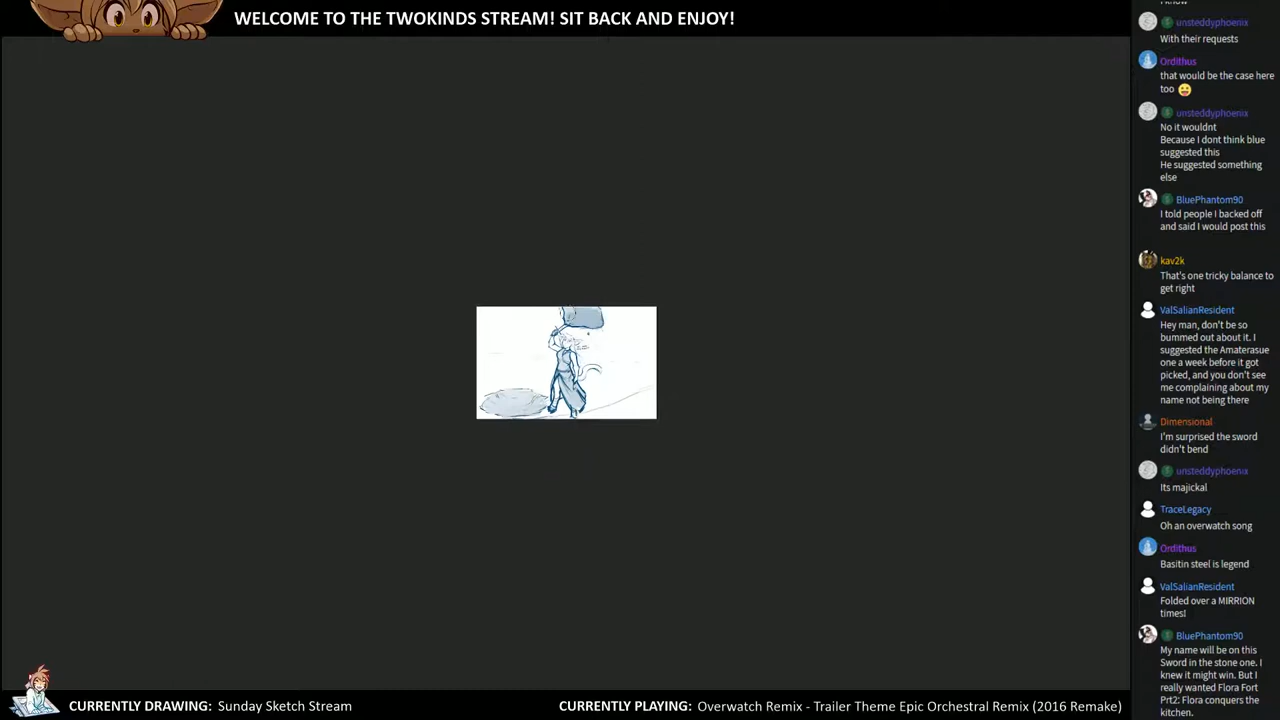 WELCOME TO THE TWOKINDS STREAM! SIT BACK AND ENJOY!
unsteddyphoenix
With their requests
Ordithus
that would be the case here
too
unsteddyphoenix
No it wouldnt
Because I dont think blue
suggested this
He suggested something
else
BluePhantom90
I told people I backed off
and said I would post this
kav2k
That's one tricky balance to
get right
ValSalianResident
Hey man, don't be so
bummed out about it. I
suggested the Amaterasue
one a week before it got
picked, and you don't see
me complaining about my
name not being there
Dimensional
I'm surprised the sword
didn't bend
unsteddyphoenix
Its majickal
TraceLegacy
Oh an overwatch song
Ordithus
Basitin steel is legend
ValSalianResident
Folded over a MIRRION
times!
BluePhantom90
My name will be on this
Sword in the stone one. I
knew it might win. But I
really wanted Flora Fort
Prt2: Flora conquers the
kitchen.
CURRENTLY DRAWING: Sunday Sketch Stream
CURRENTLY PLAYING: Overwatch Remix - Trailer Theme Epic Orchestral Remix (2016 Remake)